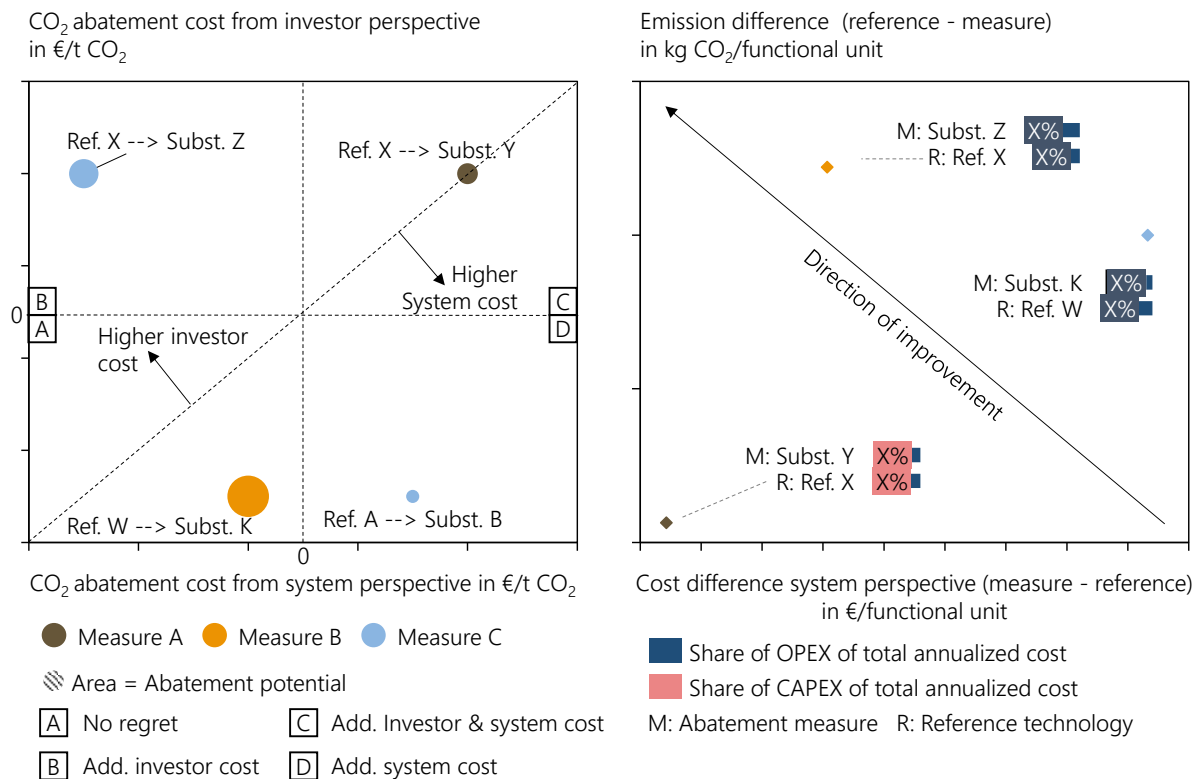 CO₂ abatement cost from investor perspective
in €/t CO₂
Ref. X --> Subst. Z
Ref. X --> Subst. Y
Higher
System cost
B
C
0
A
D
Higher investor
cost
Ref. W --> Subst. K
Ref. A --> Subst. B
0
CO₂ abatement cost from system perspective in €/t CO₂
Measure A
Measure B
Measure C
Area = Abatement potential
A No regret
C Add. Investor & system cost
B Add. investor cost
D Add. system cost
Emission difference (reference - measure)
in kg CO₂/functional unit
M: Subst. Z X%
R: Ref. X X%
Direction of improvement
M: Subst. K X%
R: Ref. W X%
M: Subst. Y X%
R: Ref. X X%
Cost difference system perspective (measure - reference)
in €/functional unit
Share of OPEX of total annualized cost
Share of CAPEX of total annualized cost
M: Abatement measure R: Reference technology